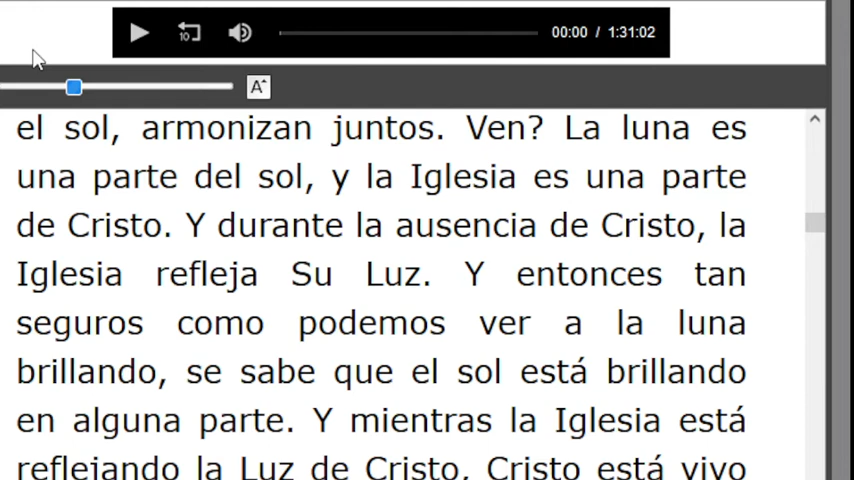 10 00:00 / 1:31:02
A
el sol, armonizan juntos. Ven? La luna es
una parte del sol, y la Iglesia es una parte
de Cristo. Y durante la ausencia de Cristo, la
Iglesia refleja Su Luz. Y entonces tan
seguros como podemos ver a la luna
brillando, se sabe que el sol está brillando
en alguna parte. Y mientras la Iglesia está
reflejando la Luz de Cristo, Cristo está vivo